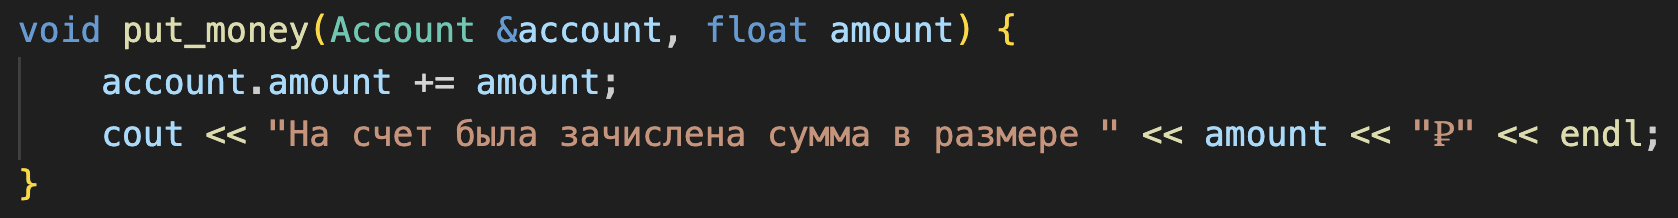 void put_money(Account &account, float amount) {
    account.amount += amount;
    cout << "На счет была зачислена сумма в размере " << amount << "₽" << endl;
}